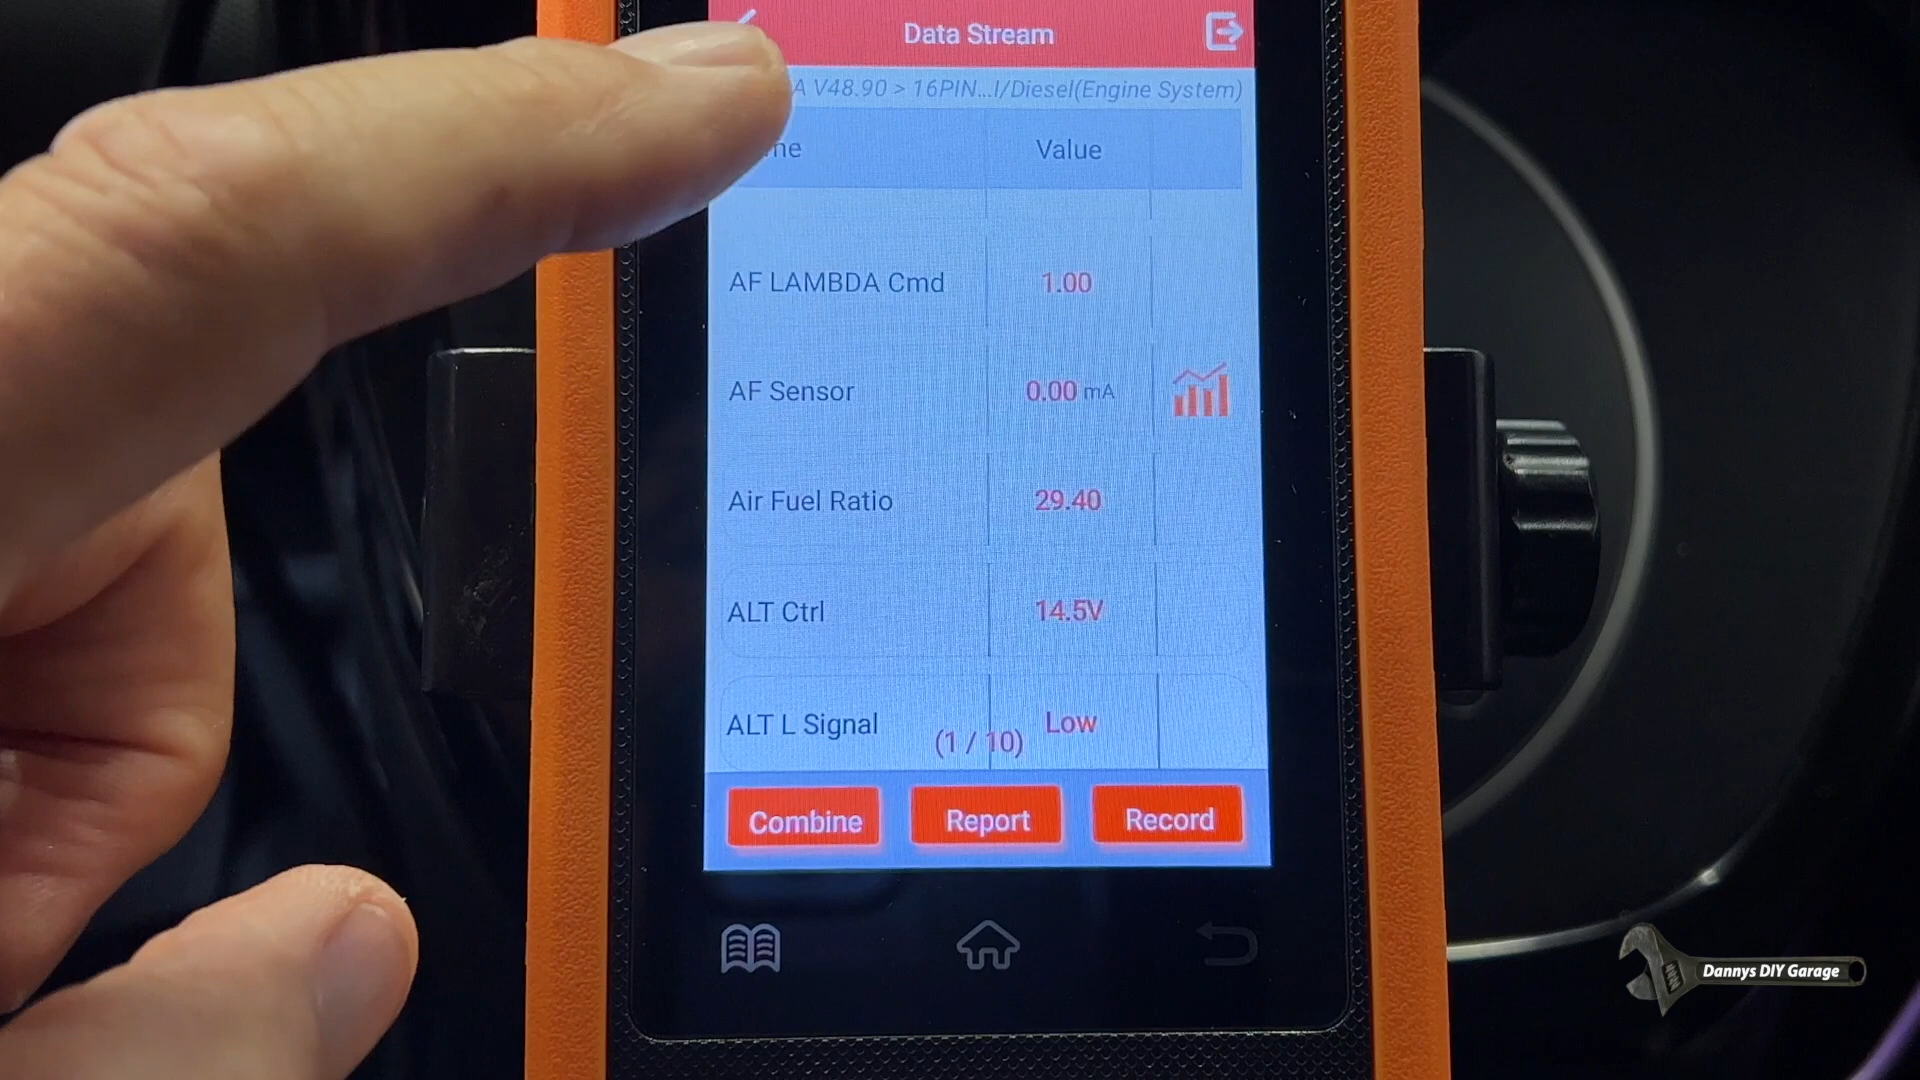 Data Stream
A V48.90 > 16PIN...I/Diesel(Engine System)
Value
AF LAMBDA Cmd 1.00
AF Sensor 0.00 mA
Air Fuel Ratio 29.40
ALT Ctrl 14.5V
ALT L Signal Low
(1 / 10)
Combine Report Record
Dannys DIY Garage